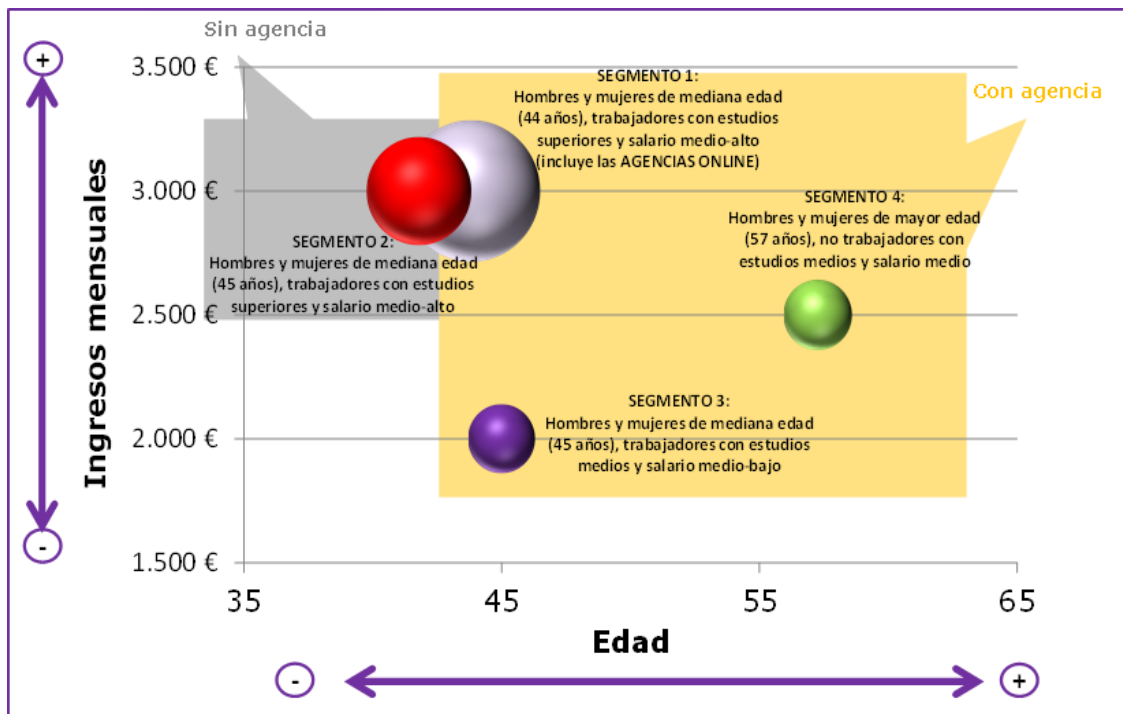 Sin agencia
+
3.500 €
SEGMENTO 1:
Hombres y mujeres de mediana edad
(44 años), trabajadores con estudios
superiores y salario medio-alto
(incluye las AGENCIAS ONLINE)
Con agencia
3.000 €
SEGMENTO 4:
Hombres y mujeres de mayor edad
(57 años), no trabajadores con
estudios medios y salario medio
SEGMENTO 2:
Hombres y mujeres de mediana edad
(45 años), trabajadores con estudios
superiores y salario medio-alto
2.500 €
Ingresos mensuales
SEGMENTO 3:
Hombres y mujeres de mediana edad
(45 años), trabajadores con estudios
medios y salario medio-bajo
2.000 €
-
1.500 €
35
45
55
65
Edad
-
+